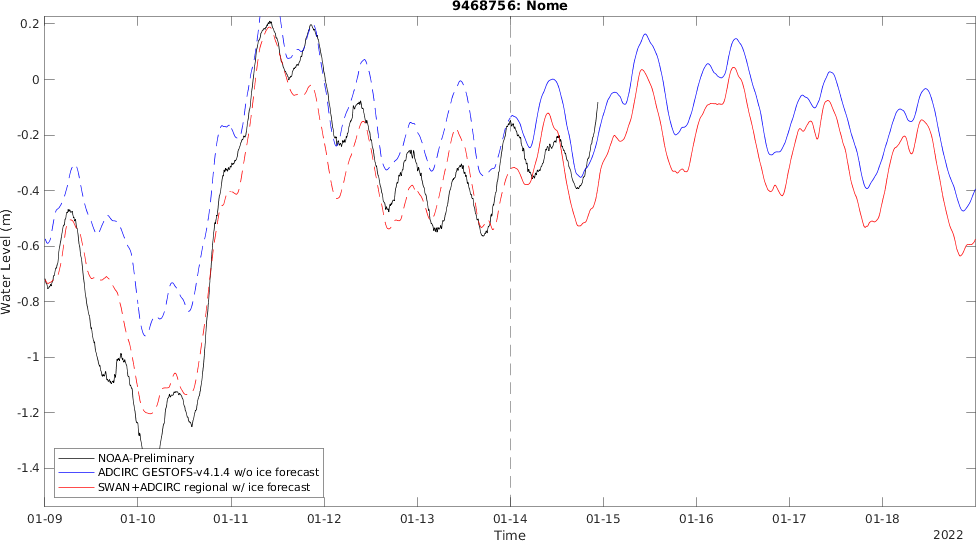 9468756: Nome
0.2
0
-0.2
-0.4
-0.6
-0.8
-1
-1.2
-1.4
Water Level (m)
NOAA-Preliminary
ADCIRC GESTOFS-v4.1.4 w/o ice forecast
SWAN+ADCIRC regional w/ ice forecast
01-09 01-10 01-11 01-12 01-13 01-14 01-15 01-16 01-17 01-18
Time
2022